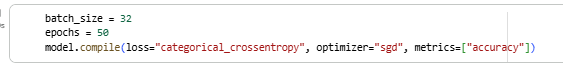 batch_size = 32
epochs = 50
model.compile(loss="categorical_crossentropy", optimizer="sgd", metrics=["accuracy"])